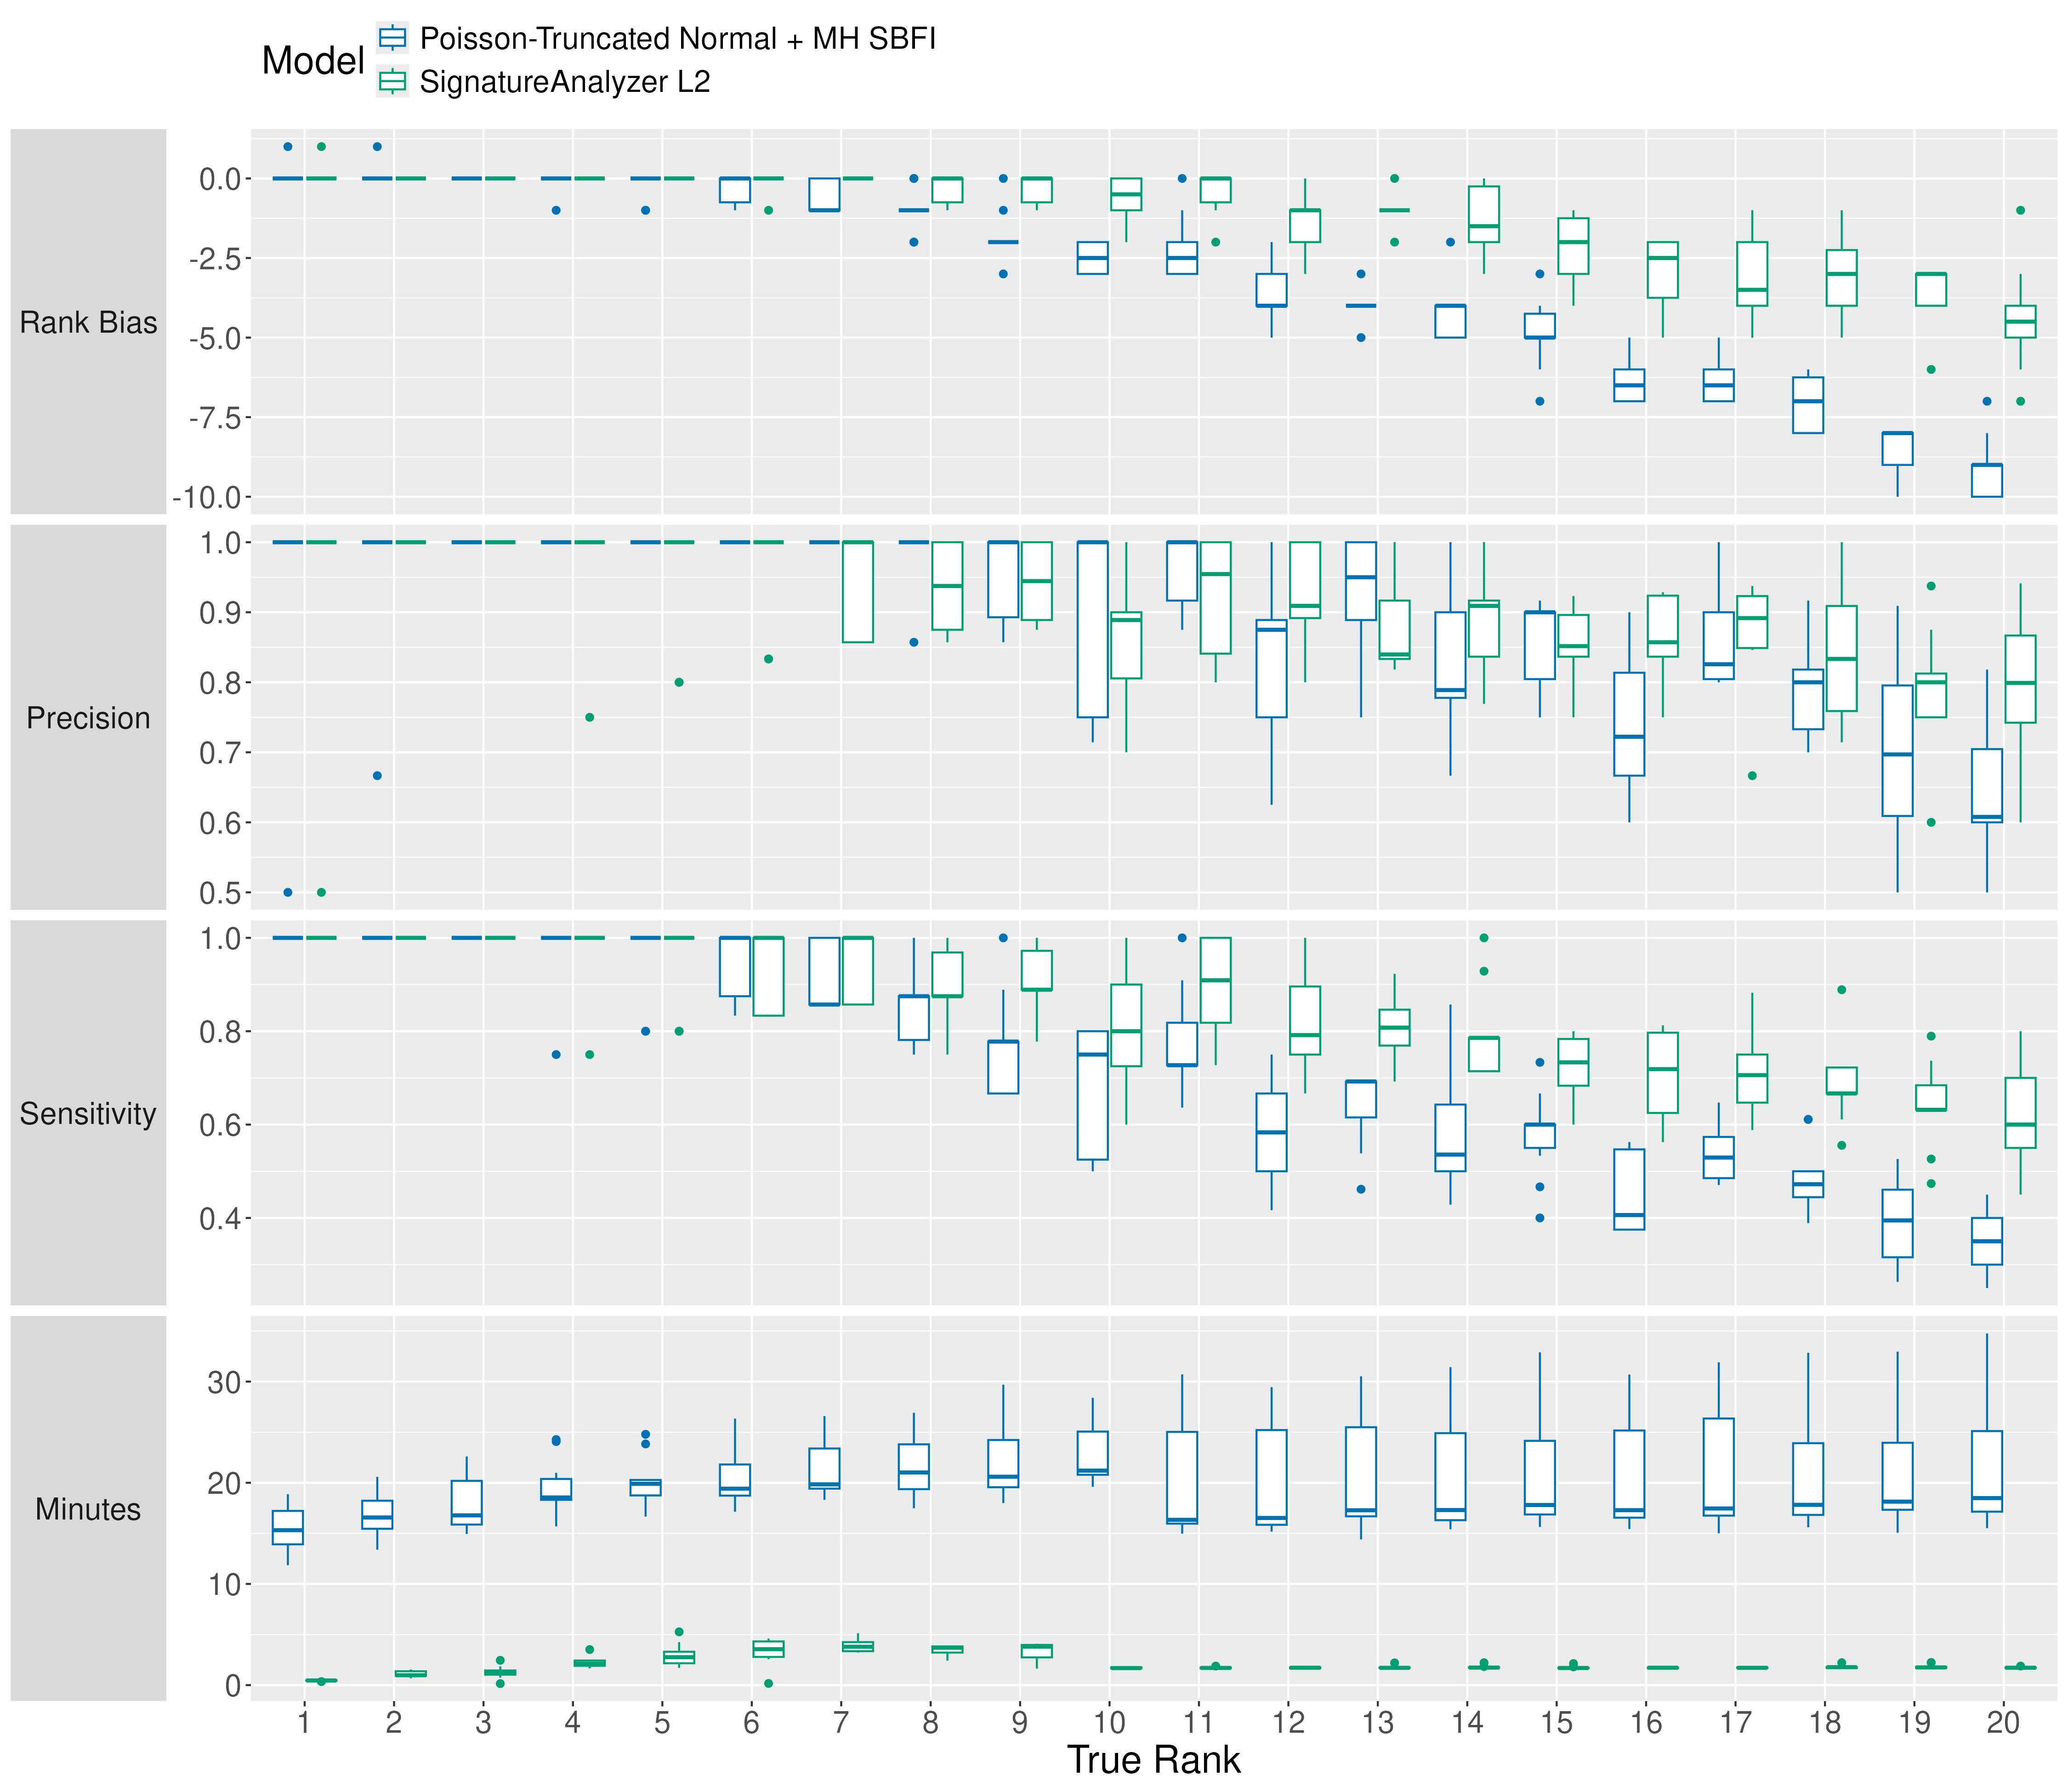 Model
Poisson-Truncated Normal + MH SBFI
SignatureAnalyzer L2
Rank Bias
0.0
-2.5
-5.0
-7.5
-10.0
Precision
1.0
0.9
0.8
0.7
0.6
0.5
Sensitivity
1.0
0.8
0.6
0.4
Minutes
30
20
10
0
1 2 3 4 5 6 7 8 9 10 11 12 13 14 15 16 17 18 19 20
True Rank